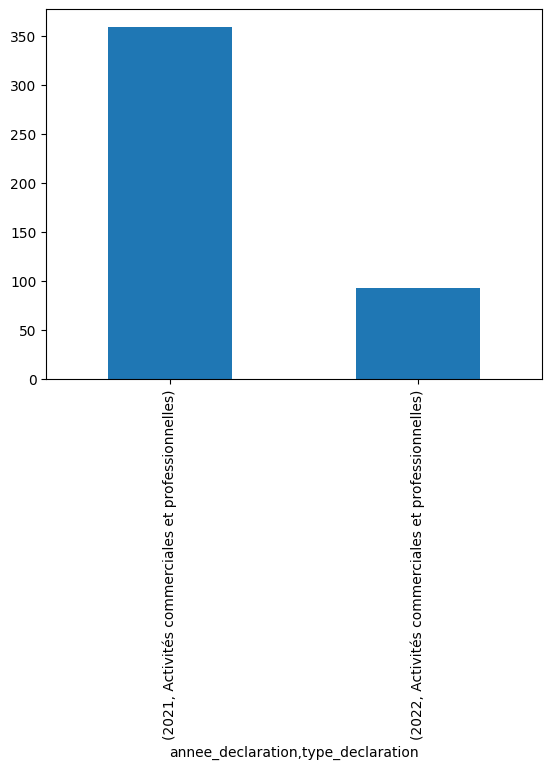 350
300
250
200
150
100
50
0
(2021, Activités commerciales et professionnelles)
(2022, Activités commerciales et professionnelles)
annee_declaration,type_declaration